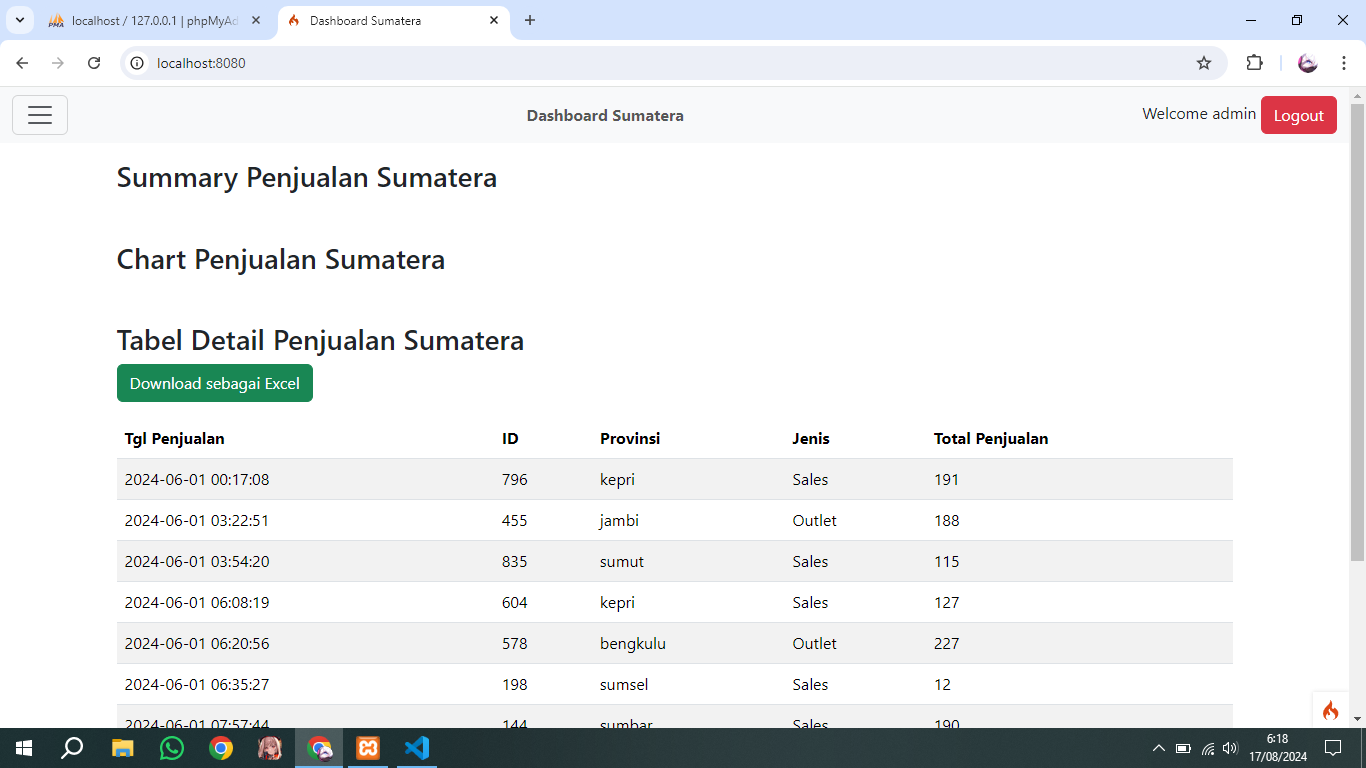 localhost / 127.0.0.1 | phpMyAd
Dashboard Sumatera
localhost:8080
Dashboard Sumatera
Welcome admin
Logout
Summary Penjualan Sumatera
Chart Penjualan Sumatera
Tabel Detail Penjualan Sumatera
Download sebagai Excel
Tgl Penjualan ID Provinsi Jenis Total Penjualan
2024-06-01 00:17:08 796 kepri Sales 191
2024-06-01 03:22:51 455 jambi Outlet 188
2024-06-01 03:54:20 835 sumut Sales 115
2024-06-01 06:08:19 604 kepri Sales 127
2024-06-01 06:20:56 578 bengkulu Outlet 227
2024-06-01 06:35:27 198 sumsel Sales 12
2024-06-01 07:57:44 144 sumbar Sales 190
6:18
17/08/2024